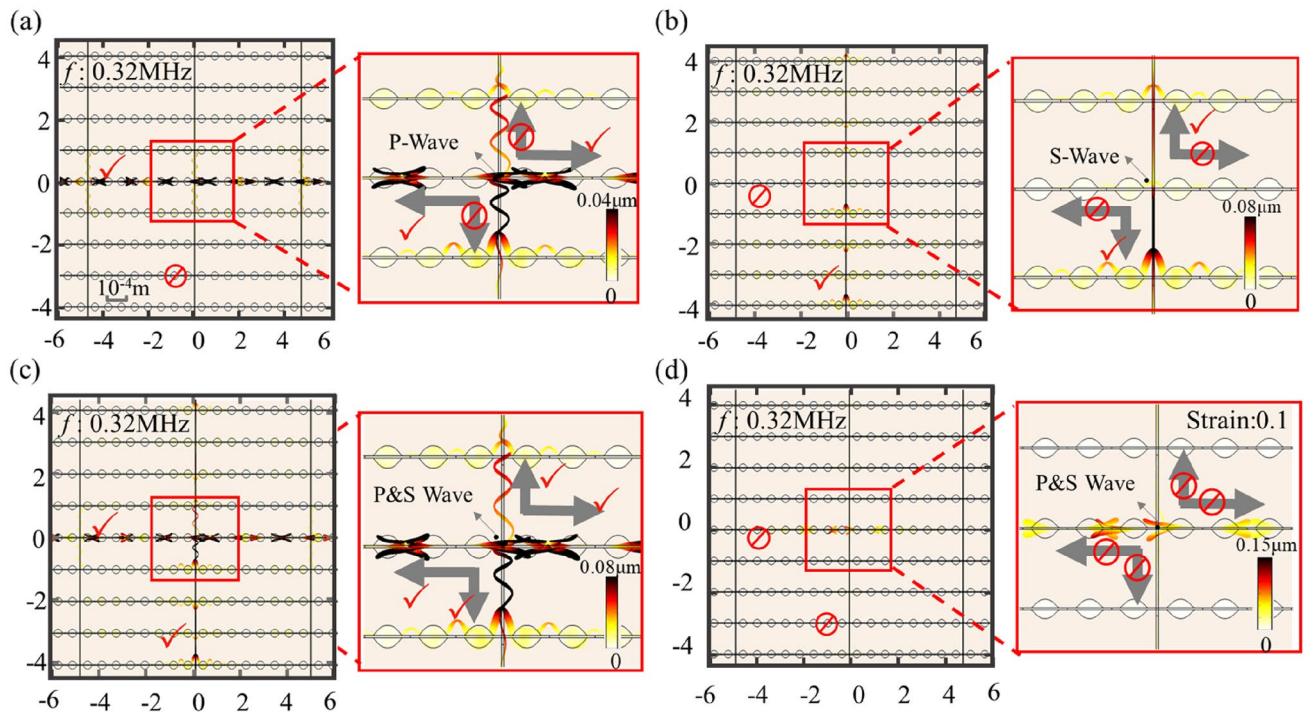 (a)
f: 0.32MHz
4
2
0
-2
-4
10⁻⁴m
-6 -4 -2 0 2 4 6
P-Wave
0.04μm
0
(b)
f: 0.32MHz
4
2
0
-2
-4
-6 -4 -2 0 2 4 6
S-Wave
0.08μm
0
(c)
f: 0.32MHz
4
2
0
-2
-4
-6 -4 -2 0 2 4 6
P&S Wave
0.08μm
0
(d)
f: 0.32MHz
4
2
0
-2
-4
-6 -4 -2 0 2 4 6
Strain:0.1
P&S Wave
0.15μm
0